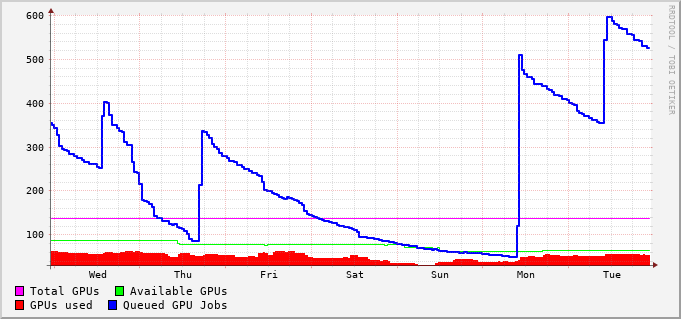 600
500
400
300
200
100
Wed Thu Fri Sat Sun Mon Tue
Total GPUs Available GPUs
GPUs used Queued GPU Jobs
RRDTOOL / TOBI OETIKER